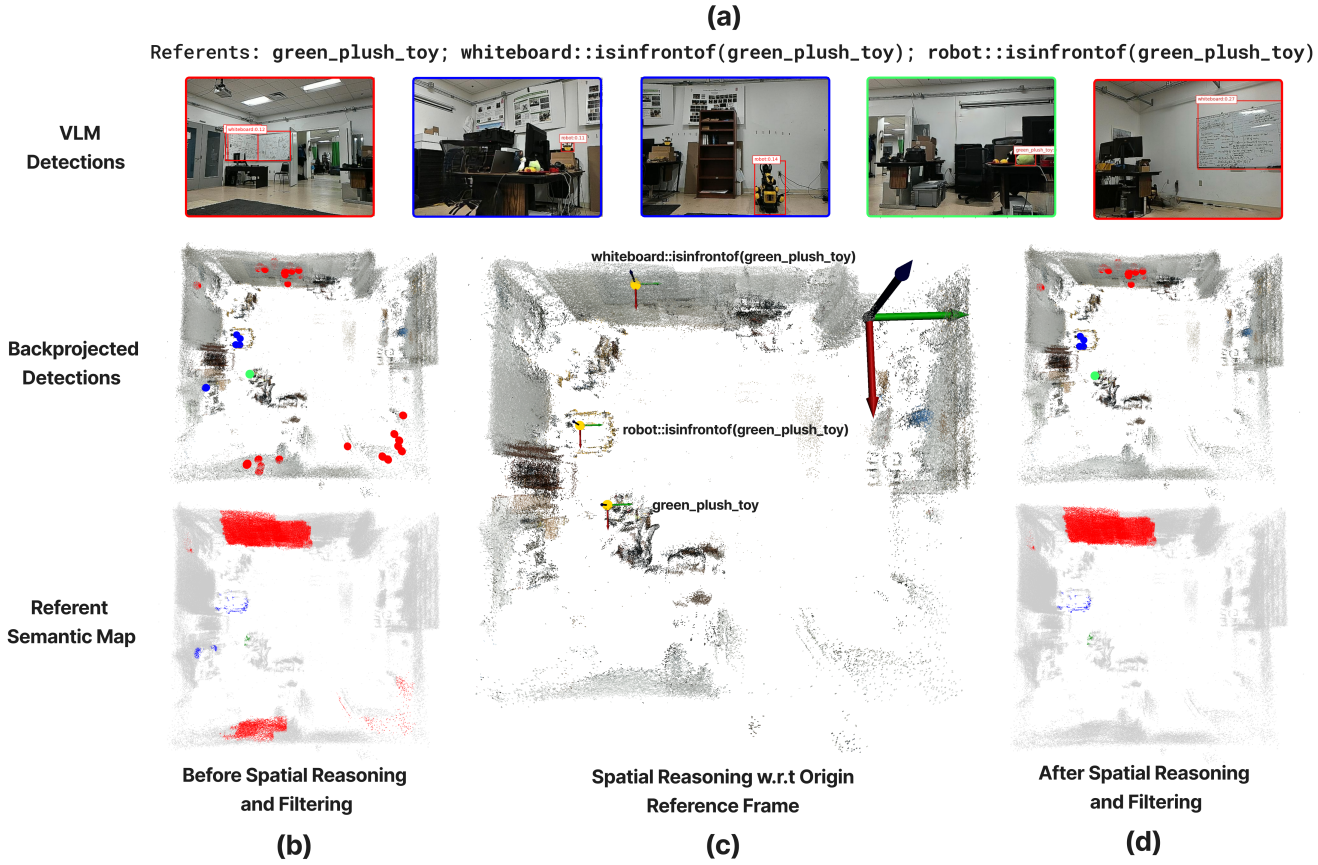 (a)
Referents: green_plush_toy; whiteboard::isinfrontof(green_plush_toy); robot::isinfrontof(green_plush_toy)
VLM
Detections
whiteboard:0.12
robot:0.11
robot:0.14
green_plush_toy
whiteboard:0.27
Backprojected
Detections
whiteboard::isinfrontof(green_plush_toy)
robot::isinfrontof(green_plush_toy)
green_plush_toy
Referent
Semantic Map
Before Spatial Reasoning
and Filtering
Spatial Reasoning w.r.t Origin
Reference Frame
After Spatial Reasoning
and Filtering
(b)
(c)
(d)